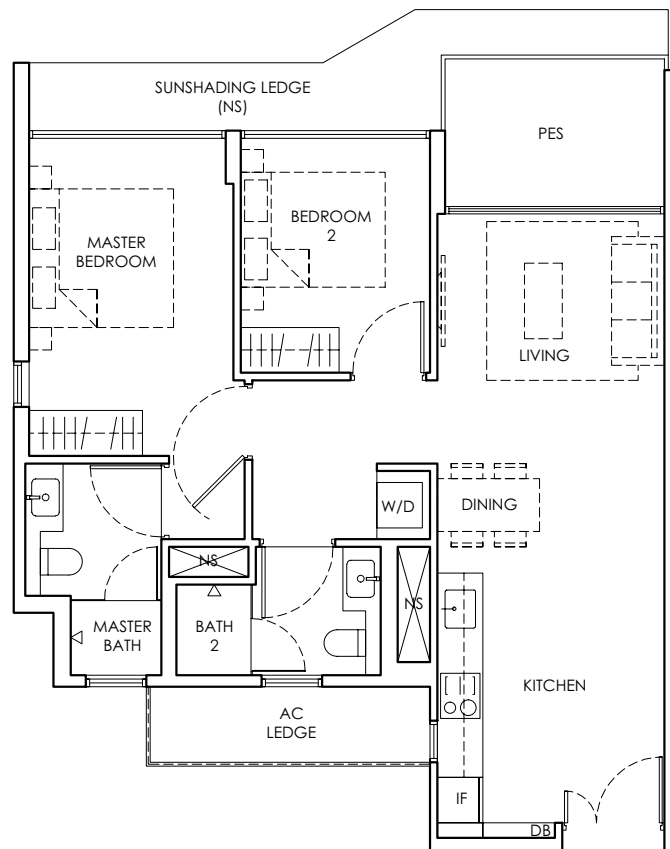 SUNSHADING LEDGE
(NS)
PES
MASTER
BEDROOM
BEDROOM
2
LIVING
W/D
DINING
NS
NS
MASTER
BATH
BATH
2
KITCHEN
AC
LEDGE
IF
DB